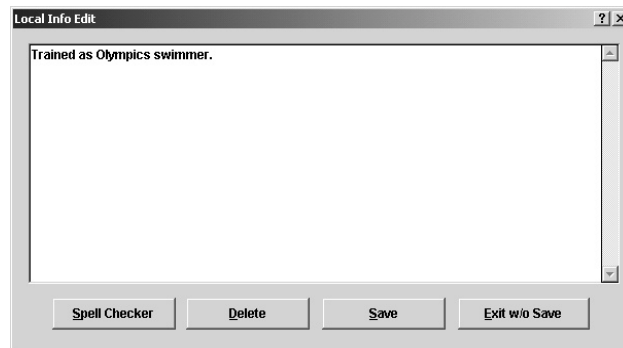 Local Info Edit
Trained as Olympics swimmer.
Spell Checker Delete Save Exit w/o Save